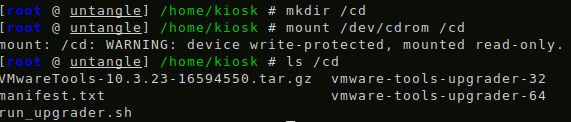 [root @ untangle] /home/kiosk # mkdir /cd
[root @ untangle] /home/kiosk # mount /dev/cdrom /cd
mount: /cd: WARNING: device write-protected, mounted read-only.
[root @ untangle] /home/kiosk # ls /cd
VMwareTools-10.3.23-16594550.tar.gz  vmware-tools-upgrader-32
manifest.txt                         vmware-tools-upgrader-64
run_upgrader.sh